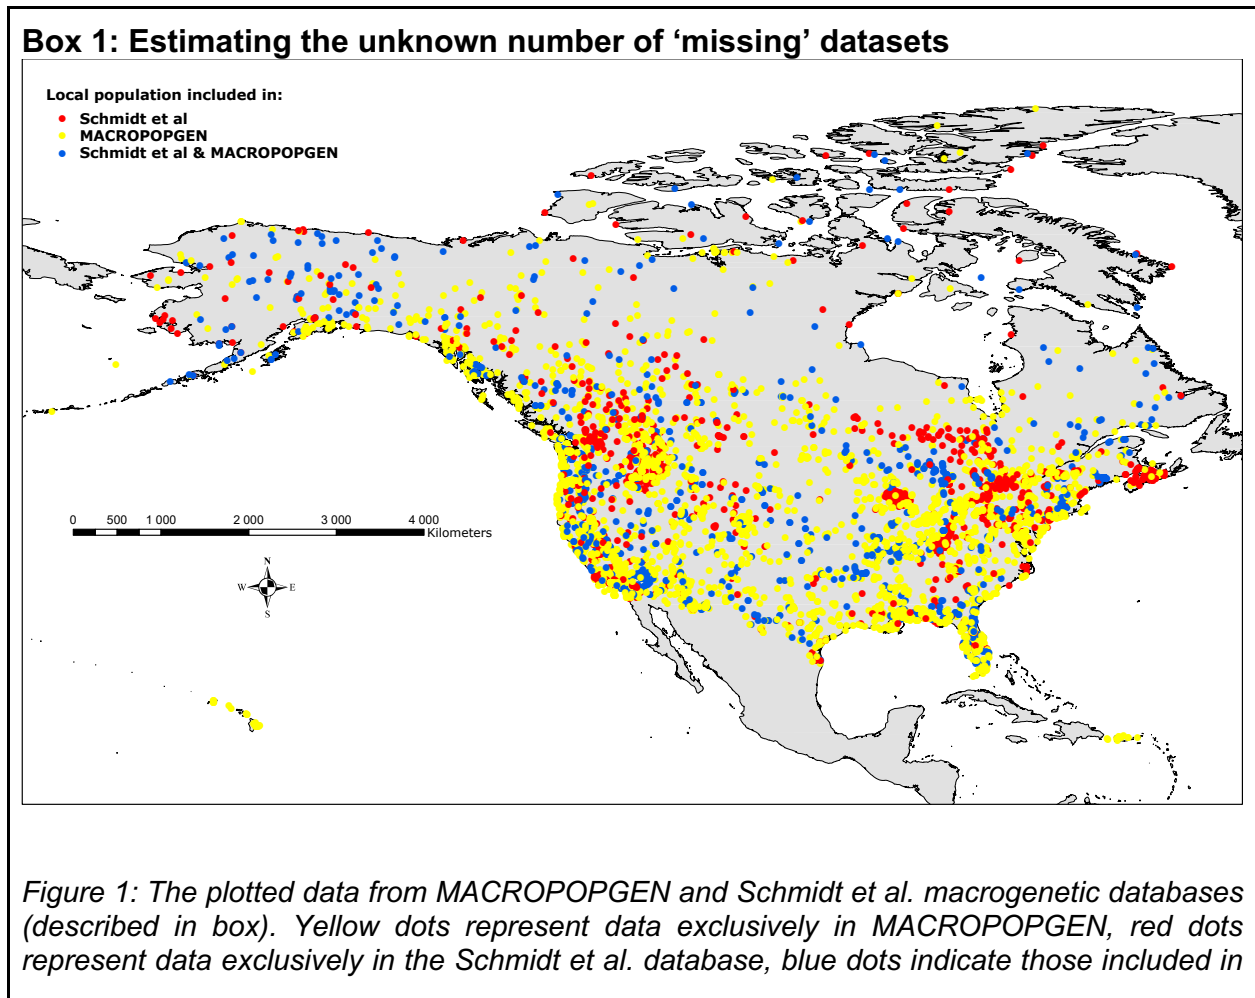 Box 1: Estimating the unknown number of ‘missing’ datasets
Local population included in:
Schmidt et al
MACROPOPGEN
Schmidt et al & MACROPOPGEN
0 500 1 000 2 000 3 000 4 000
Kilometers
N
W E
S
Figure 1: The plotted data from MACROPOPGEN and Schmidt et al. macrogenetic databases
(described in box). Yellow dots represent data exclusively in MACROPOPGEN, red dots
represent data exclusively in the Schmidt et al. database, blue dots indicate those included in